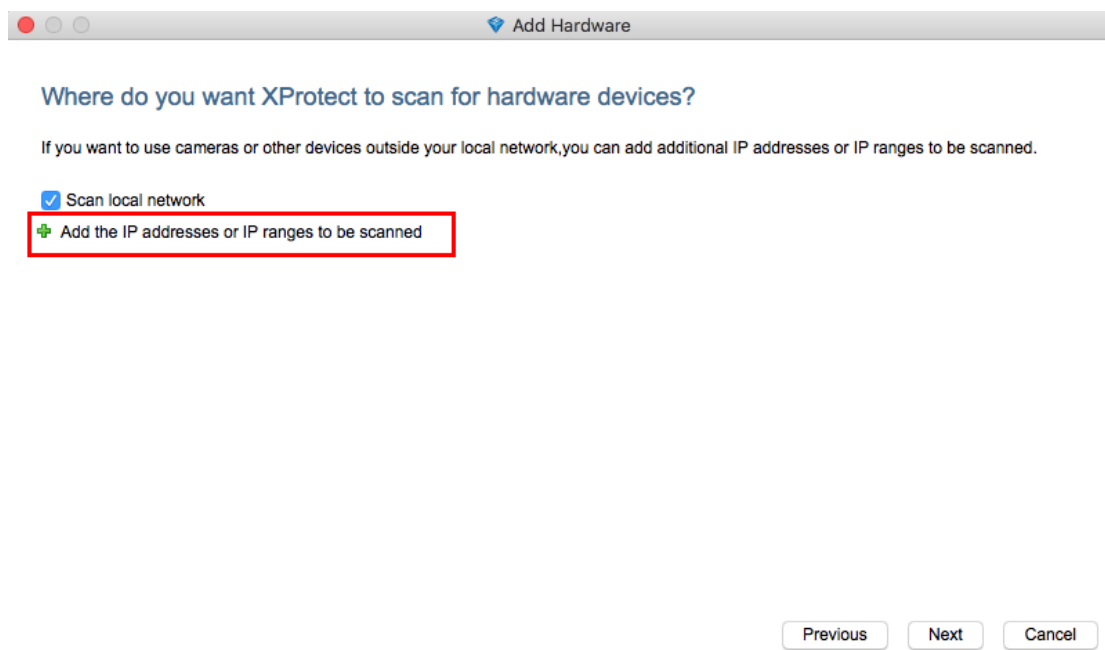 Add Hardware
Where do you want XProtect to scan for hardware devices?
If you want to use cameras or other devices outside your local network,you can add additional IP addresses or IP ranges to be scanned.
Scan local network
Add the IP addresses or IP ranges to be scanned
Previous Next Cancel